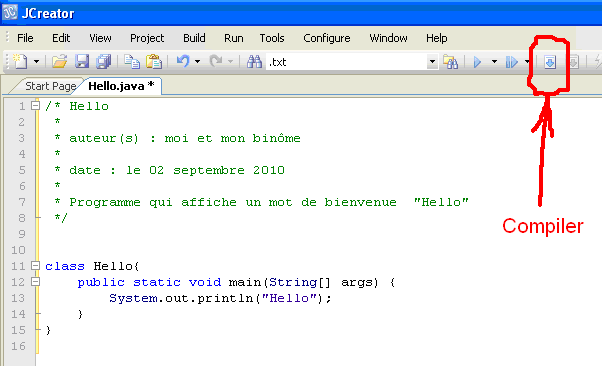 JCreator
File Edit View Project Build Run Tools Configure Window Help
.txt
Start Page Hello.java *
1 /* Hello
2 *
3 * auteur(s) : moi et mon binôme
4 *
5 * date : le 02 septembre 2010
6 *
7 * Programme qui affiche un mot de bienvenue "Hello"
8 */
9
10
11 class Hello{
12 public static void main(String[] args) {
13 System.out.println("Hello");
14 }
15 }
16
Compiler